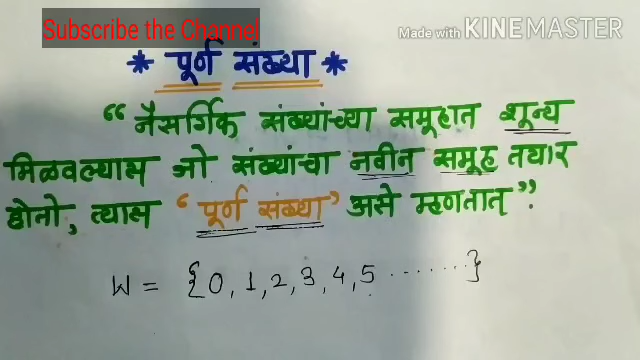 Subscribe the Channel
Made with KINEMASTER
* पूर्ण संख्या *
“ नैसर्गिक संख्यांच्या समूहात शून्य
मिळवल्यास जो संख्यांचा नवीन समूह तयार
होतो, त्यास ‘पूर्ण संख्या’ असे म्हणतात”.
W = {0, 1, 2, 3, 4, 5 .......}